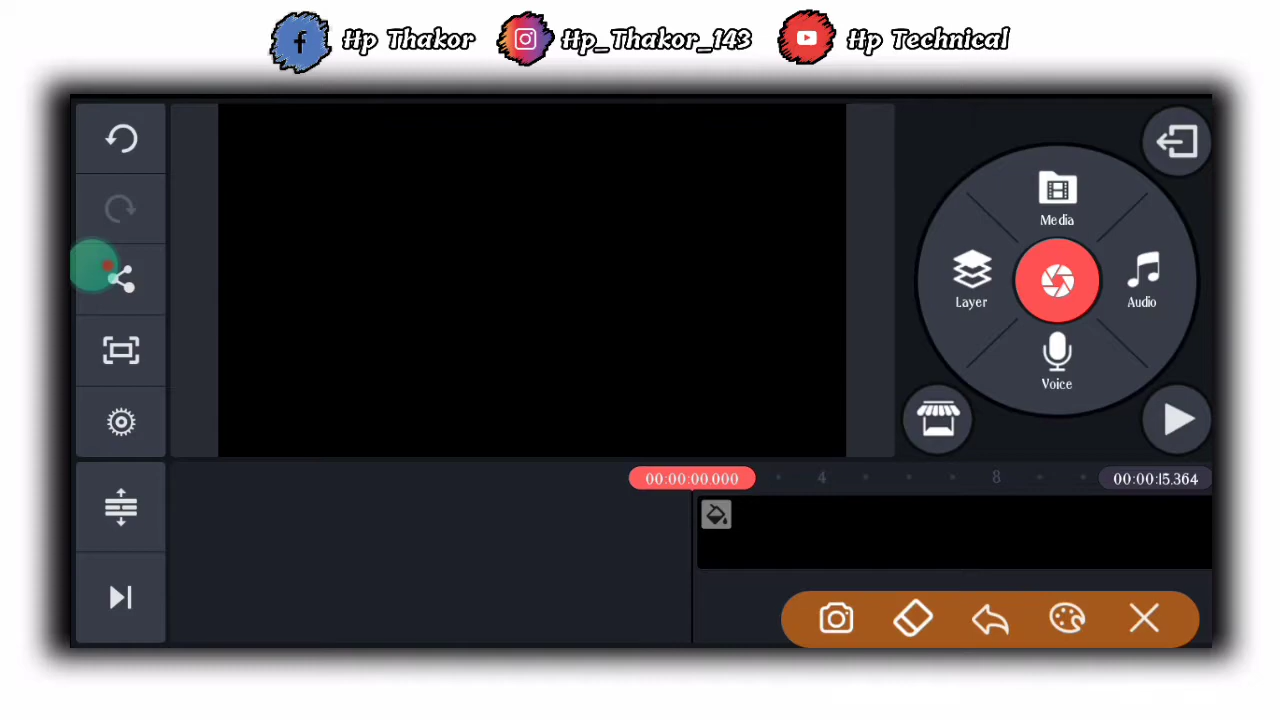 Hp Thakor
Hp_Thakor_143
Hp Technical
Media
Layer
Audio
Voice
00:00:00.000
4
8
00:00:15.364